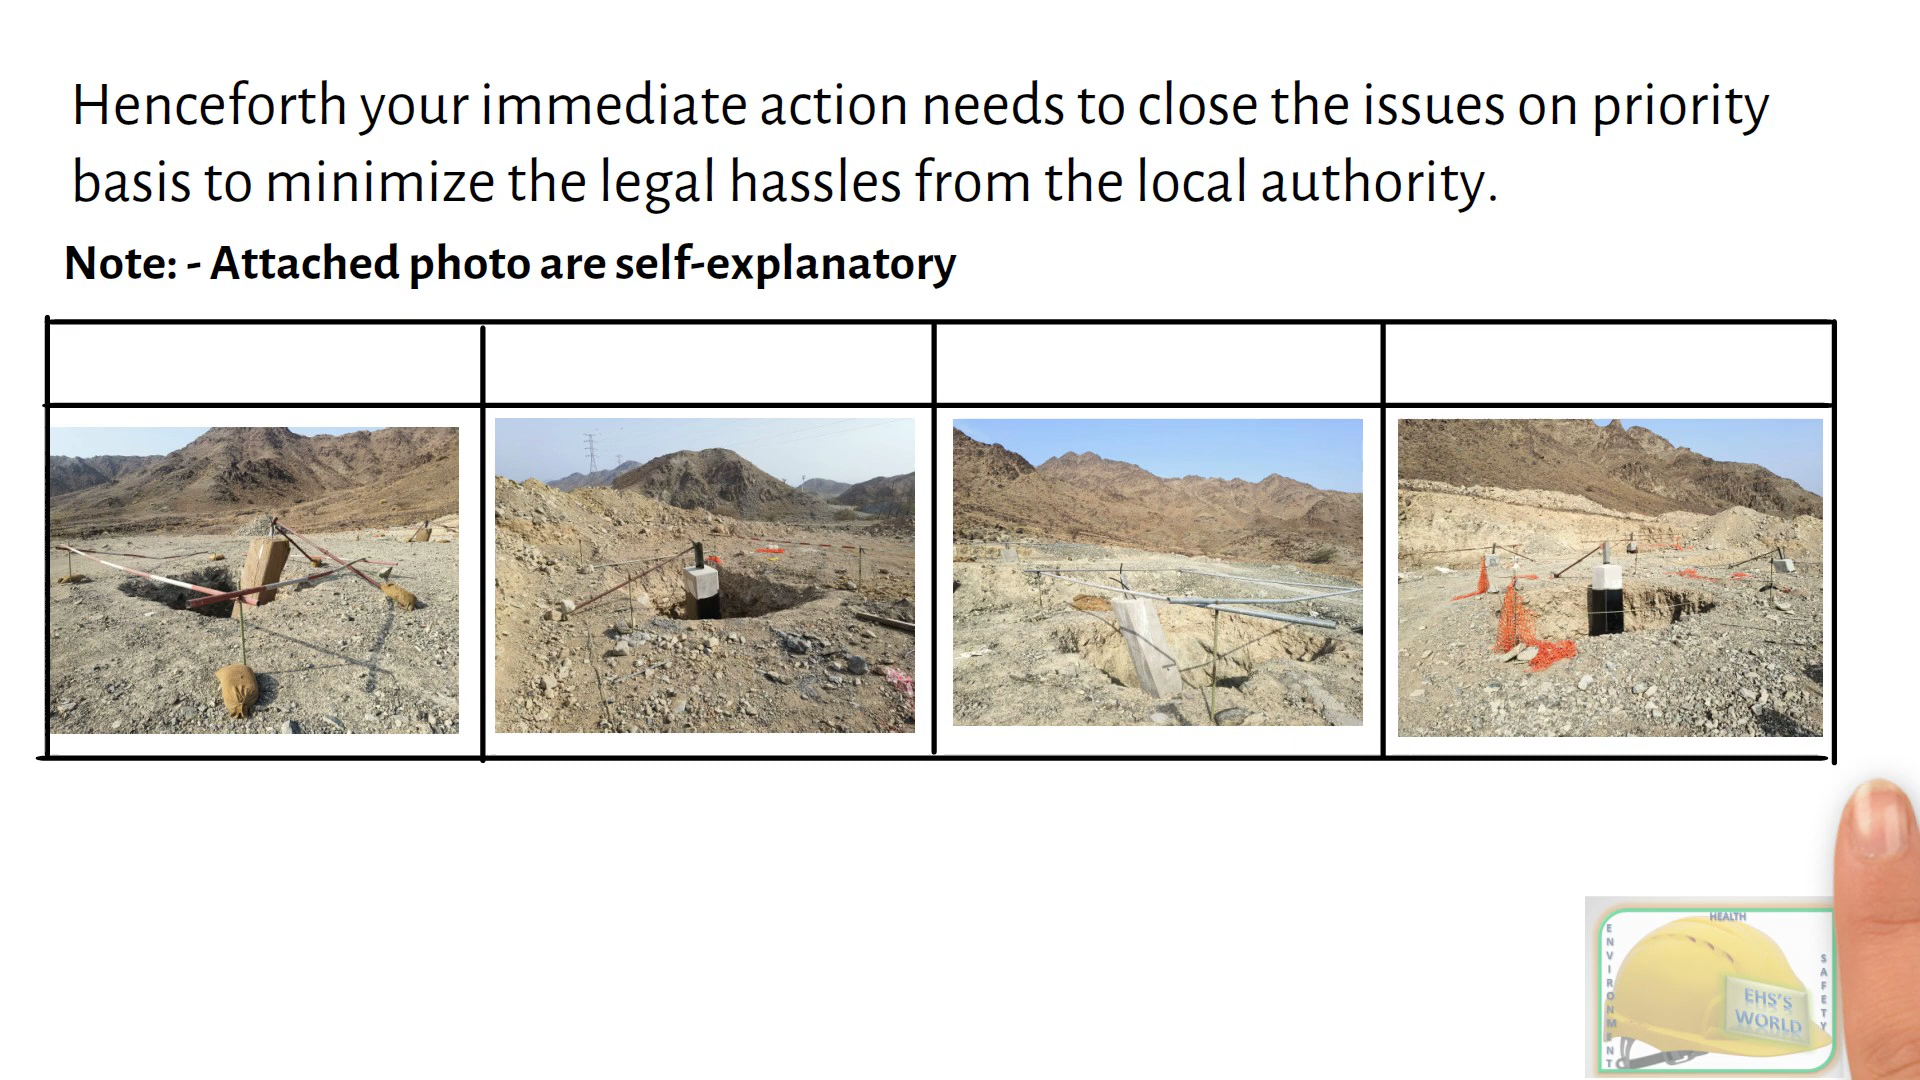 Henceforth your immediate action needs to close the issues on priority
basis to minimize the legal hassles from the local authority.
Note: - Attached photo are self-explanatory
HEALTH
ENVIRONMENT
SAFETY
EHS'S
WORLD